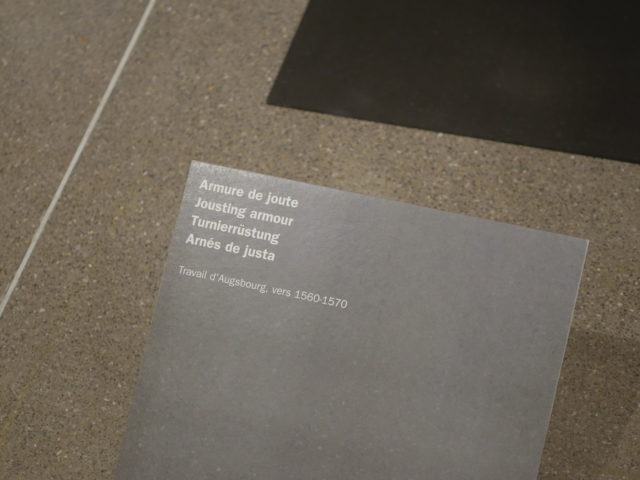 Armure de joute
Jousting armour
Turnierrüstung
Arnés de justa
Travail d'Augsbourg, vers 1560-1570